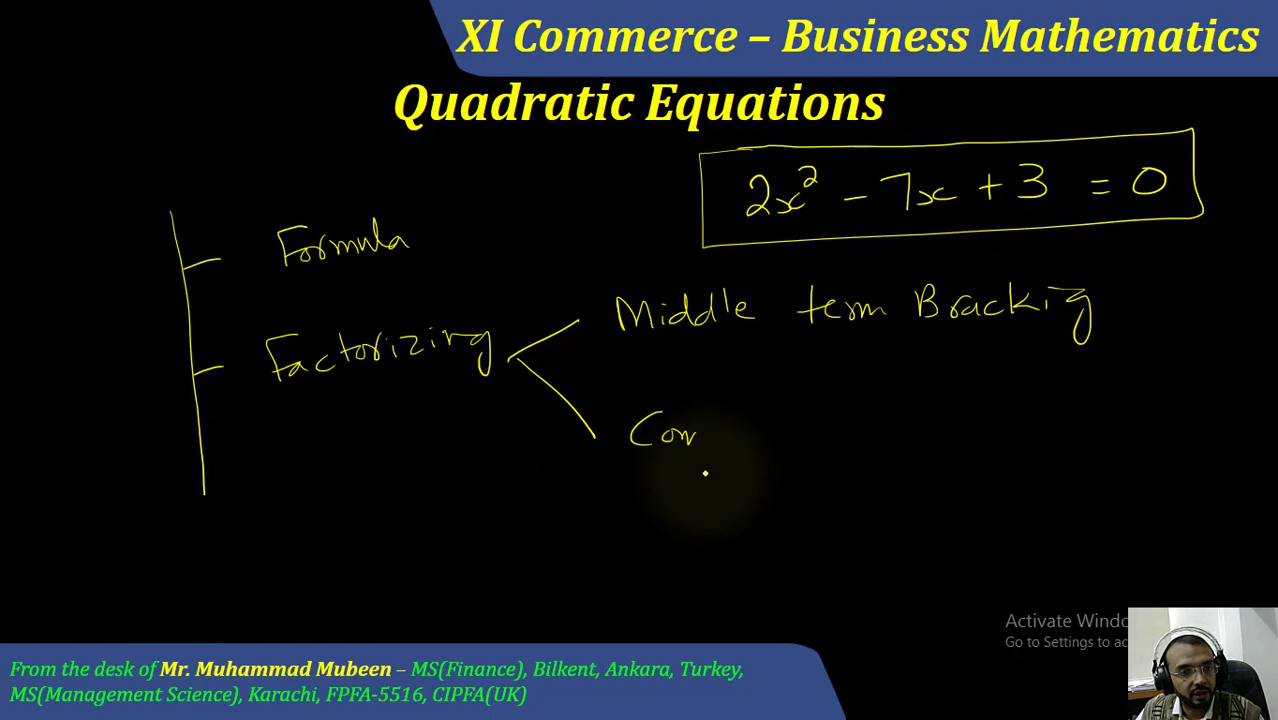 XI Commerce – Business Mathematics
Quadratic Equations
2x² - 7x + 3 = 0
Formula
Middle term Bracking
Factorizing
Com
Activate Windo
Go to Settings to ac
From the desk of Mr. Muhammad Mubeen – MS(Finance), Bilkent, Ankara, Turkey,
MS(Management Science), Karachi, FPFA-5516, CIPFA(UK)